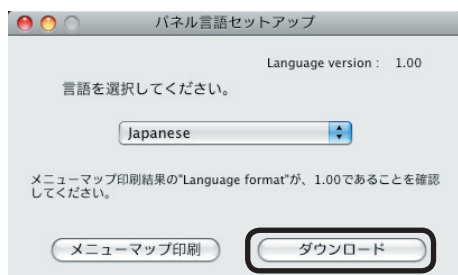 パネル言語セットアップ
Language version :　1.00
言語を選択してください。
Japanese
メニューマップ印刷結果の"Language format"が、1.00であることを確認
してください。
メニューマップ印刷
ダウンロード